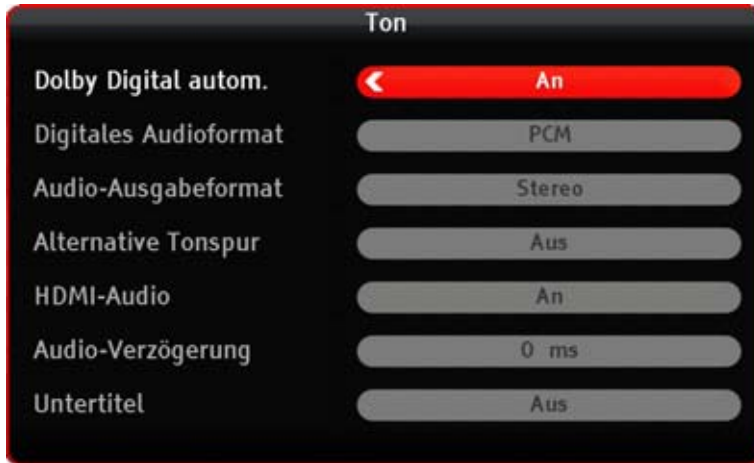 Ton
Dolby Digital autom. An
Digitales Audioformat PCM
Audio-Ausgabeformat Stereo
Alternative Tonspur Aus
HDMI-Audio An
Audio-Verzögerung 0 ms
Untertitel Aus